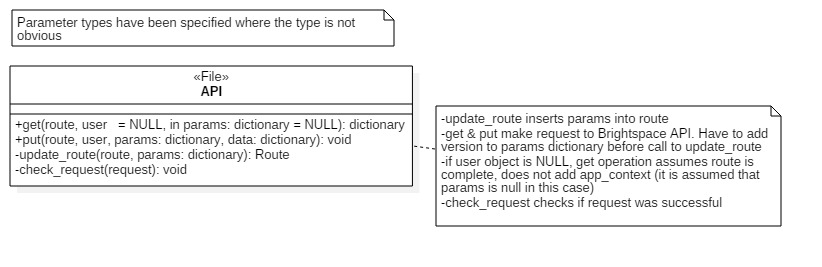 Parameter types have been specified where the type is not
obvious
«File»
API
+get(route, user = NULL, in params: dictionary = NULL): dictionary
+put(route, user, params: dictionary, data: dictionary): void
-update_route(route, params: dictionary): Route
-check_request(request): void
-update_route inserts params into route
-get & put make request to Brightspace API. Have to add
version to params dictionary before call to update_route
-if user object is NULL, get operation assumes route is
complete, does not add app_context (it is assumed that
params is null in this case)
-check_request checks if request was successful